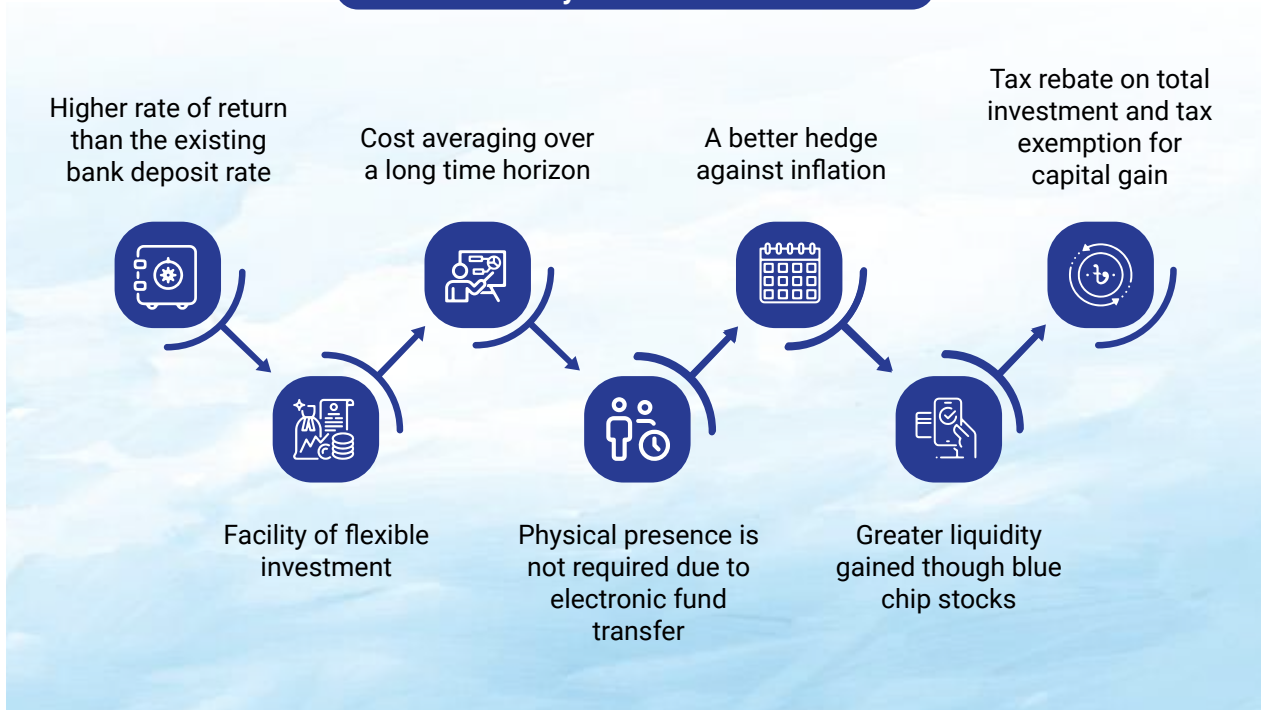 Higher rate of return
than the existing
bank deposit rate
Facility of flexible
investment
Cost averaging over
a long time horizon
Physical presence is
not required due to
electronic fund
transfer
A better hedge
against inflation
Greater liquidity
gained though blue
chip stocks
Tax rebate on total
investment and tax
exemption for
capital gain
৳